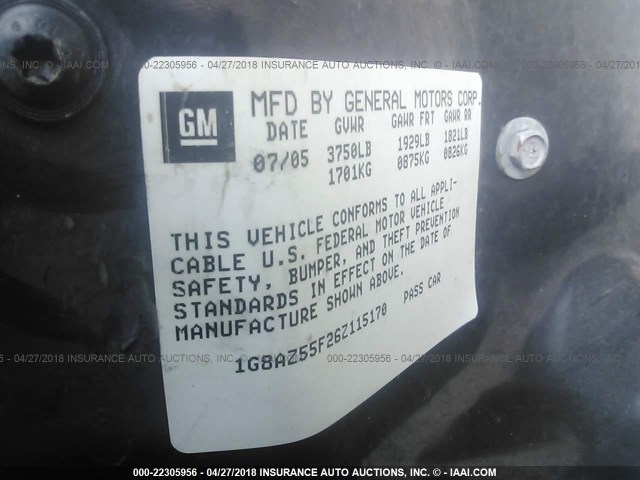 000-22305956 - 04/27/2018 INSURANCE AUTO AUCTIONS, INC. - © - IAAI.COM
GM
MFD BY GENERAL MOTORS CORP.
DATE GVWR GAWR FRT GAWR RR
07/05 3750LB 1929LB 1821LB
1701KG 0875KG 0826KG
THIS VEHICLE CONFORMS TO ALL APPLI-
CABLE U.S. FEDERAL MOTOR VEHICLE
SAFETY, BUMPER, AND THEFT PREVENTION
STANDARDS IN EFFECT ON THE DATE OF
MANUFACTURE SHOWN ABOVE.
1G8AZ55F26Z115170 PASS CAR
000-22305956 - 04/27/2018 INSURANCE AUTO AUCTIONS, INC. - © - IAAI.COM
000-22305956 - 04/27/2018 INSURANCE AUTO AUCTIONS, INC. - © - IAAI.COM